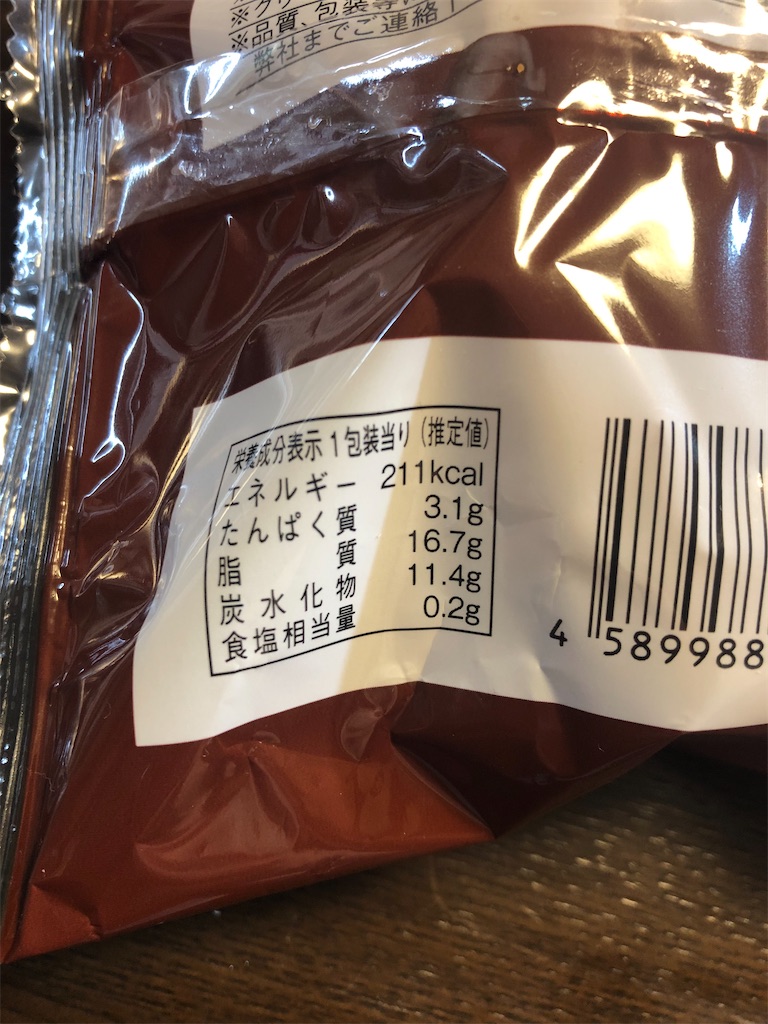 ※
※品質、包装等
弊社までご連絡
栄養成分表示1包装当り(推定値)
エネルギー 211kcal
たんぱく質 3.1g
脂質 16.7g
炭水化物 11.4g
食塩相当量 0.2g
4 589988